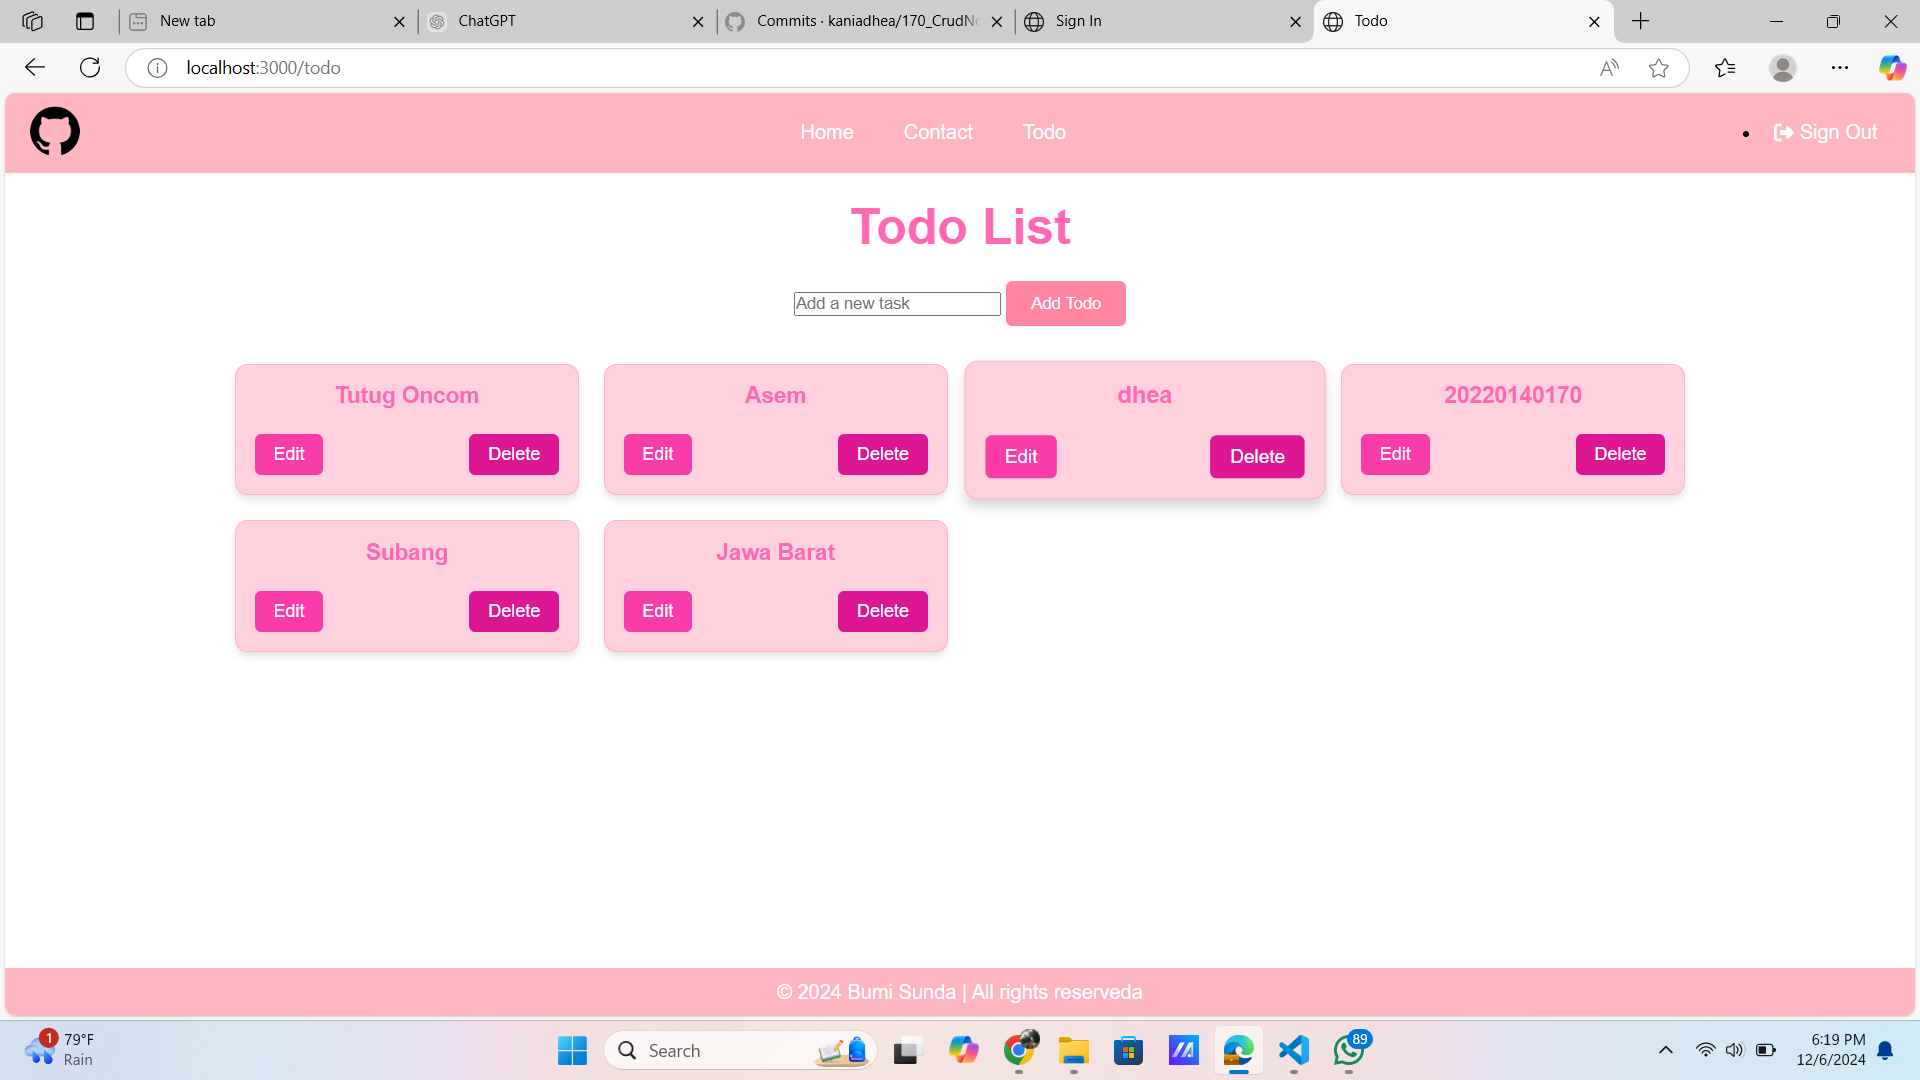 New tab
ChatGPT
Commits · kaniadhea/170_CrudNo
Sign In
Todo
localhost:3000/todo
Home
Contact
Todo
Sign Out
Todo List
Add a new task
Add Todo
Tutug Oncom
Edit
Delete
Asem
Edit
Delete
dhea
Edit
Delete
20220140170
Edit
Delete
Subang
Edit
Delete
Jawa Barat
Edit
Delete
© 2024 Bumi Sunda | All rights reserveda
1
79°F
Rain
Search
89
6:19 PM
12/6/2024